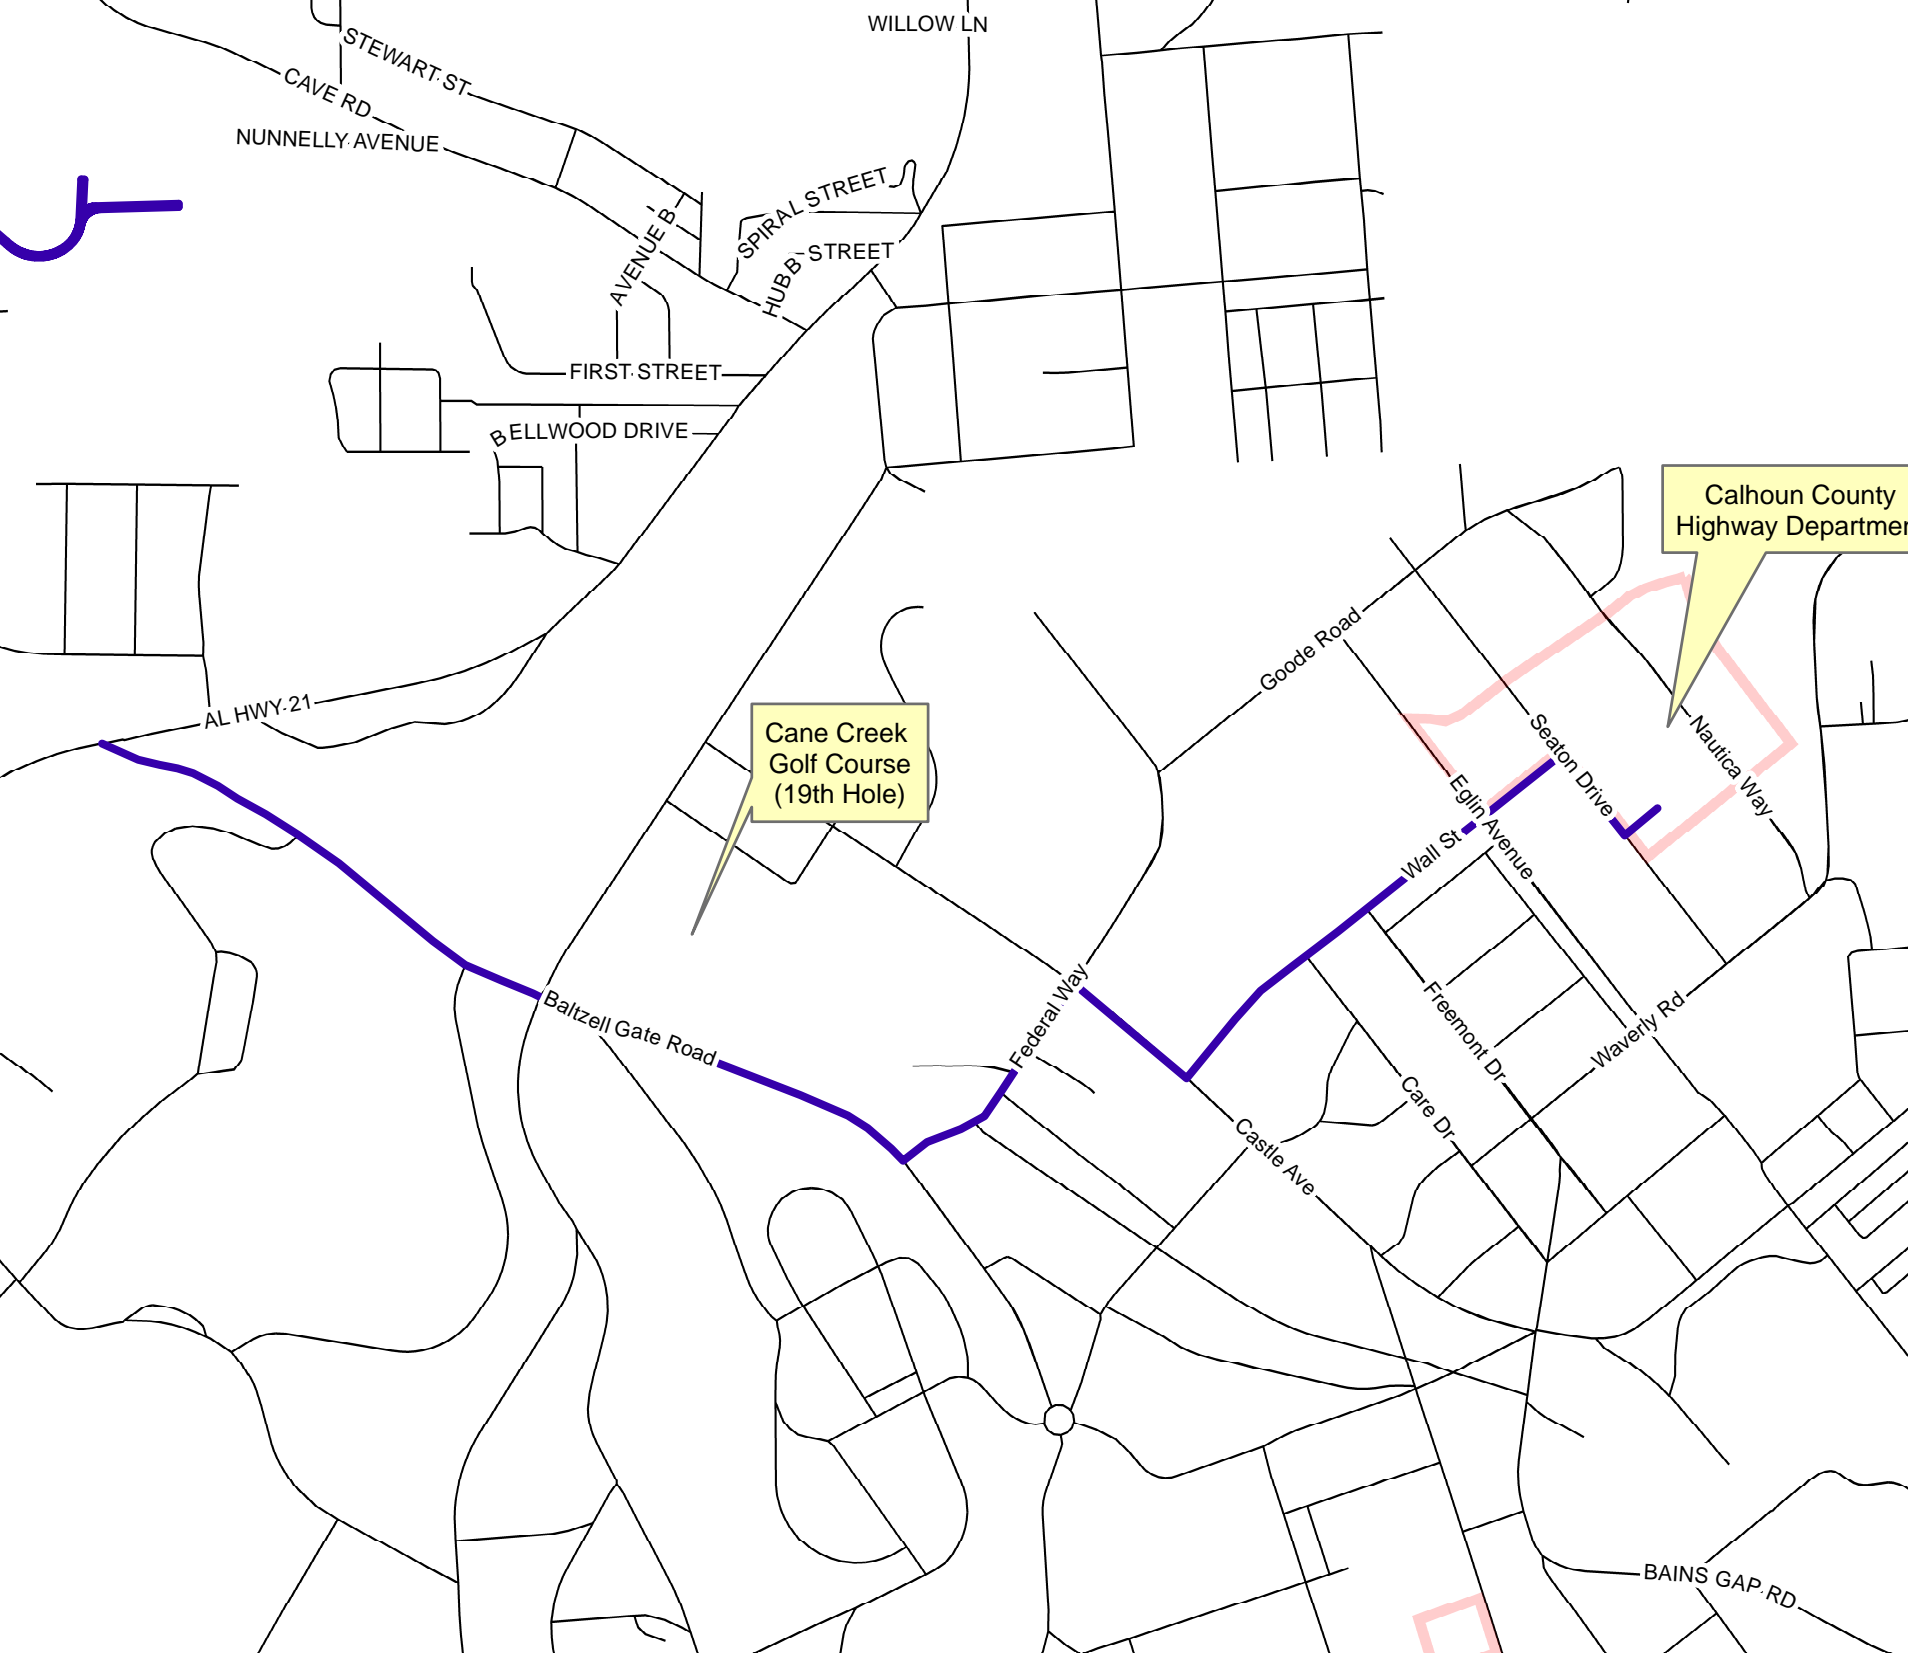 WILLOW LN
STEWART ST
CAVE RD
NUNNELLY AVENUE
SPIRAL STREET
AVENUE B
HUBB STREET
FIRST STREET
BELLWOOD DRIVE
Calhoun County
Highway Departmen
Goode Road
AL HWY 21
Cane Creek
Golf Course
(19th Hole)
Seaton Drive
Nautica Way
Eglin Avenue
Wall St
Baltzell Gate Road
Federal Way
Freemont Dr
Waverly Rd
Care Dr
Castle Ave
BAINS GAP RD